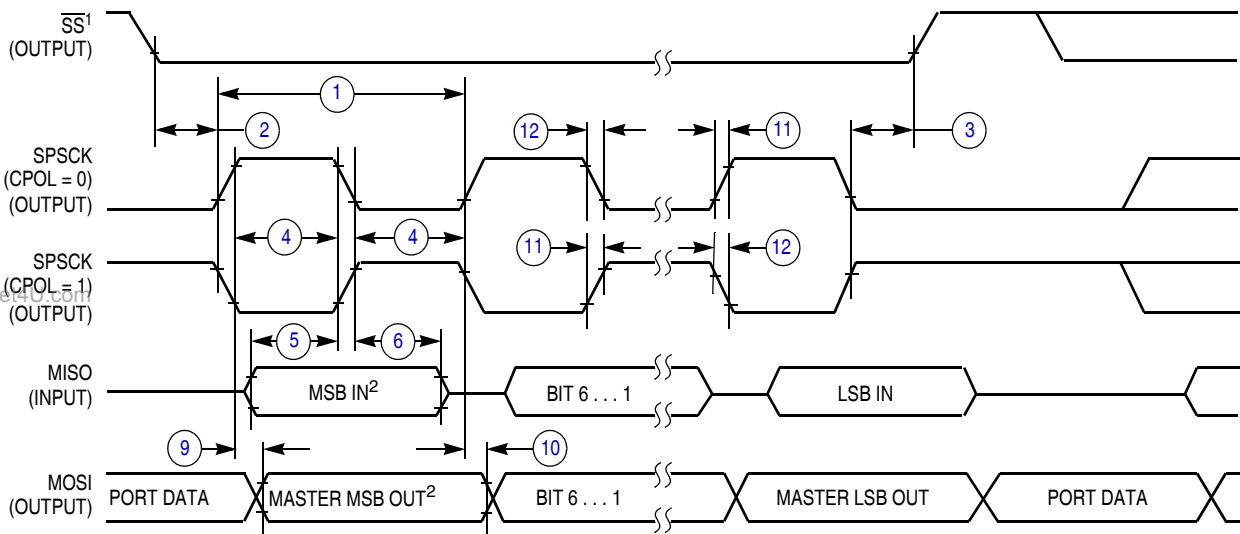 SS1
(OUTPUT)
1
2
12
11
3
SPSCK
(CPOL = 0)
(OUTPUT)
4
4
11
12
SPSCK
(CPOL = 1)
et4U.com
(OUTPUT)
5
6
MISO
(INPUT)
MSB IN2
BIT 6 . . . 1
LSB IN
9
10
MOSI
(OUTPUT)
PORT DATA
MASTER MSB OUT2
BIT 6 . . . 1
MASTER LSB OUT
PORT DATA